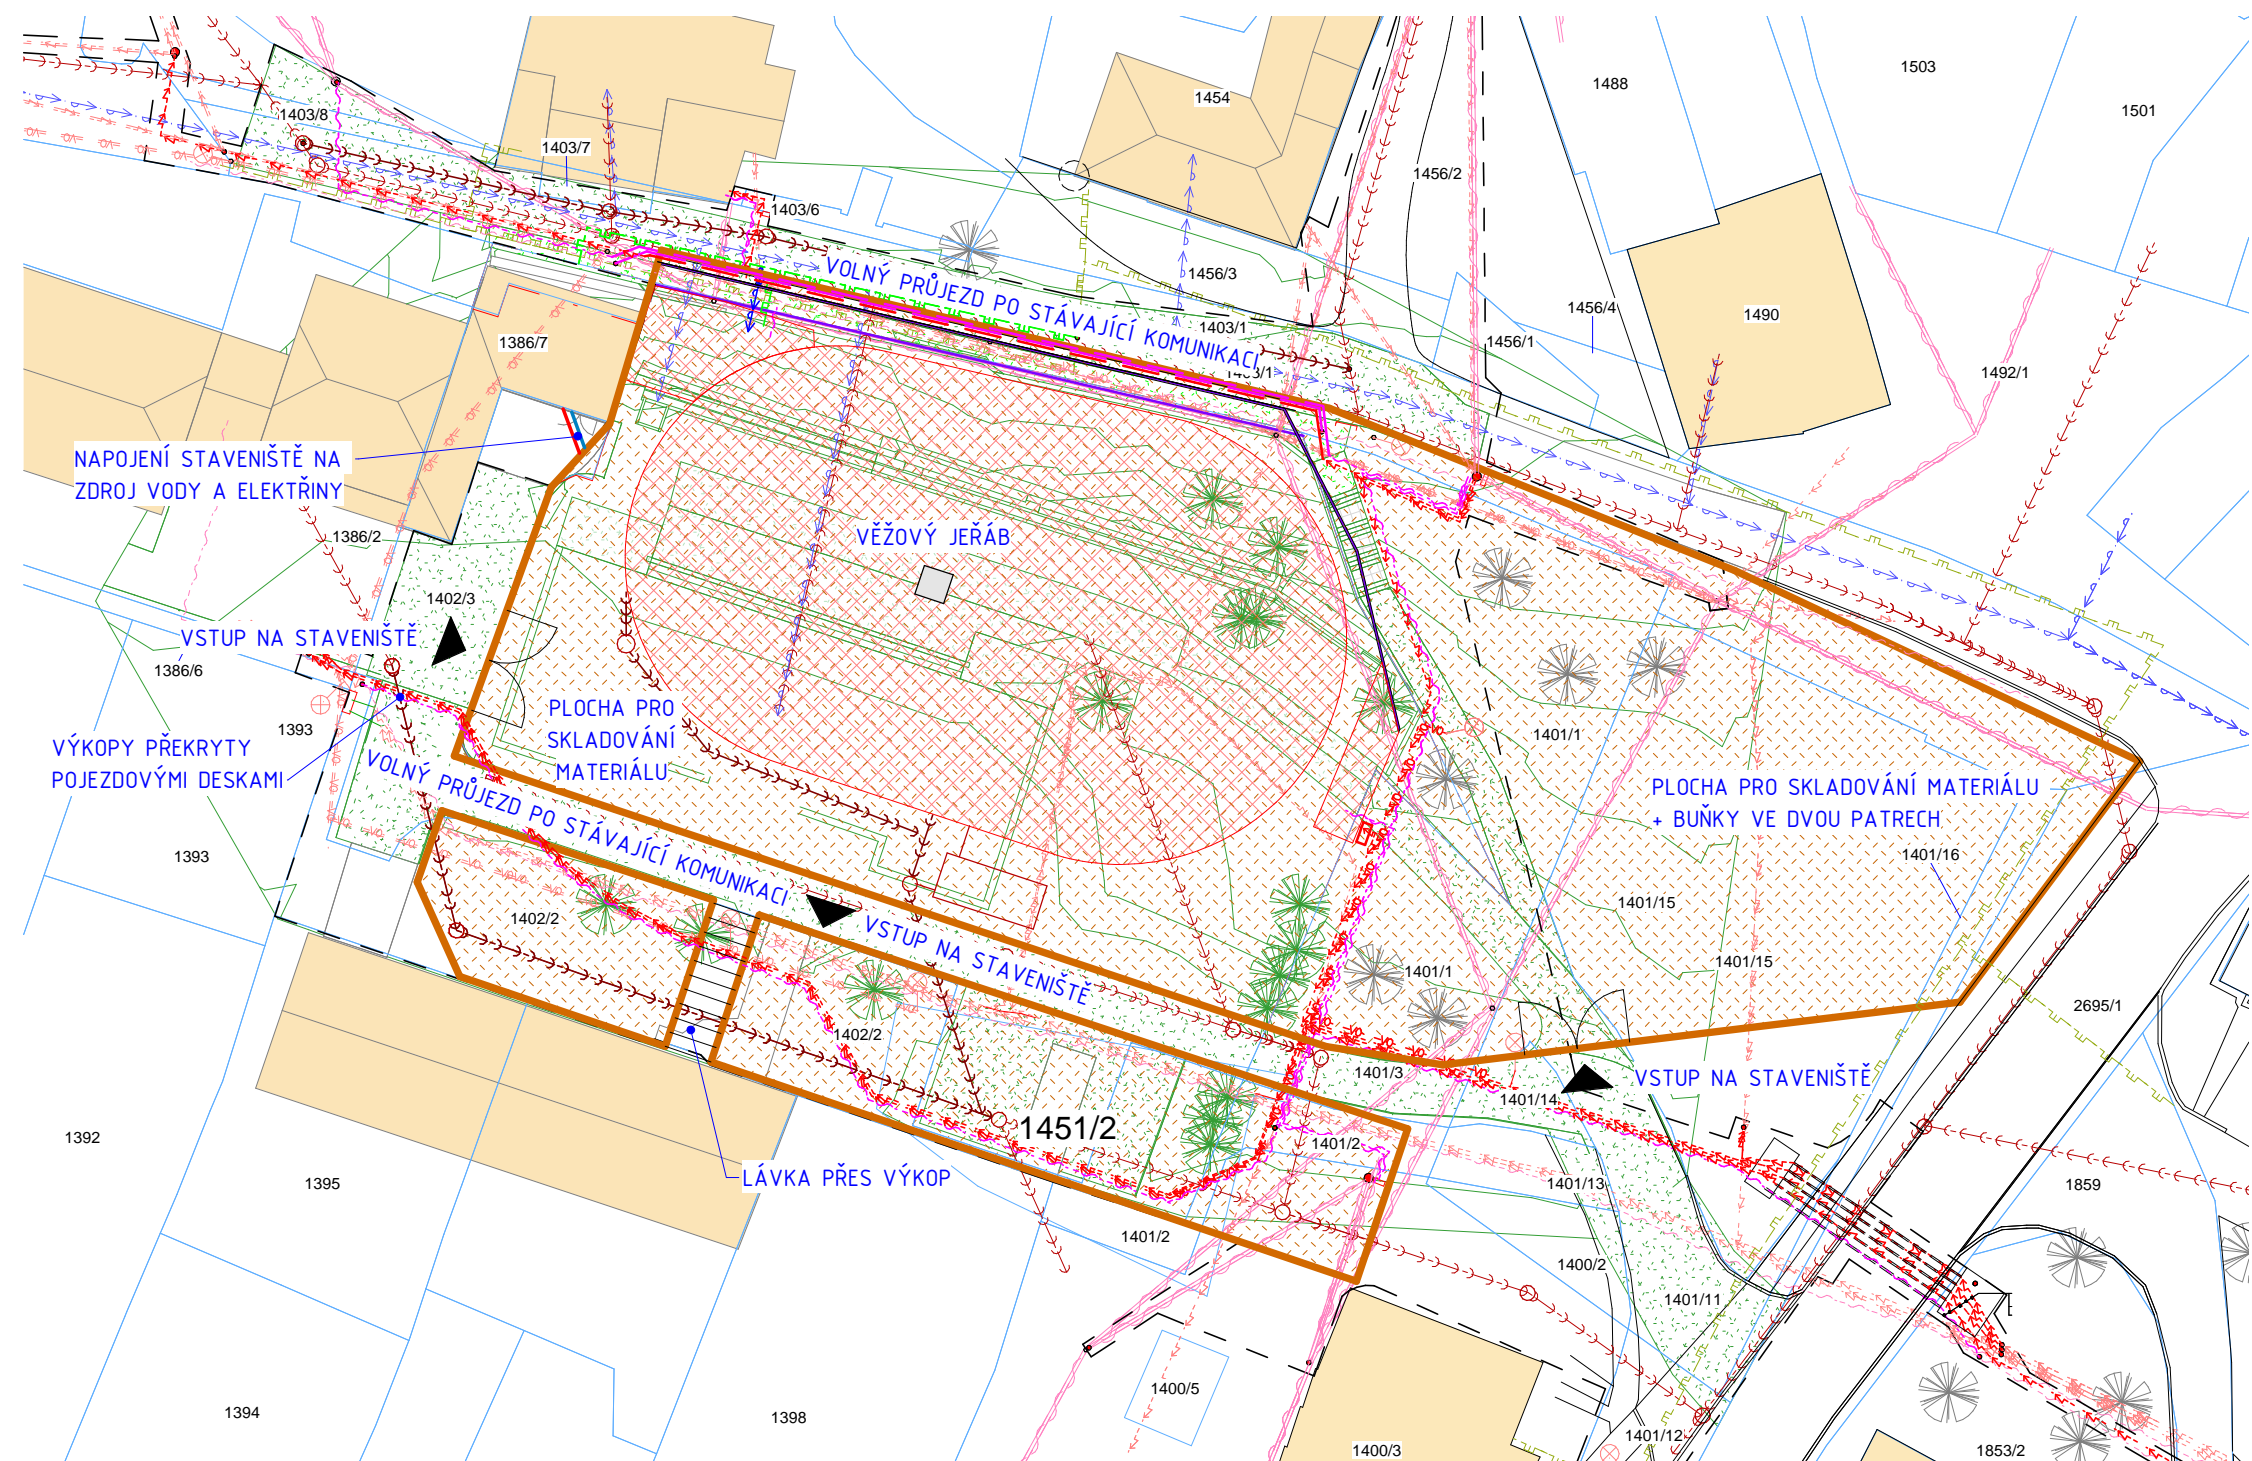 1503
1488
1501
1454
1403/8
1403/7
1456/2
1403/6
VOLNÝ PRŮJEZD PO STÁVAJÍCÍ KOMUNIKACI
1456/3
1456/4
1490
1403/1
1456/1
1386/7
1492/1
NAPOJENÍ STAVENIŠTĚ NA
ZDROJ VODY A ELEKTŘINY
VĚŽOVÝ JEŘÁB
1386/2
1402/3
VSTUP NA STAVENIŠTĚ
1386/6
PLOCHA PRO
SKLADOVÁNÍ
MATERIÁLU
1393
1401/1
VÝKOPY PŘEKRYTY
POJEZDOVÝMI DESKAMI
VOLNÝ PRŮJEZD PO STÁVAJÍCÍ KOMUNIKACI
PLOCHA PRO SKLADOVÁNÍ MATERIÁLU
+ BUŇKY VE DVOU PATRECH
1393
1401/16
1401/15
1402/2
VSTUP NA STAVENIŠTĚ
1401/1
1401/15
2695/1
1402/2
1401/3
VSTUP NA STAVENIŠTĚ
1401/14
1451/2
1392
1401/2
LÁVKA PŘES VÝKOP
1395
1401/13
1859
1401/2
1400/2
1401/11
1400/5
1394
1398
1401/12
1400/3
1853/2